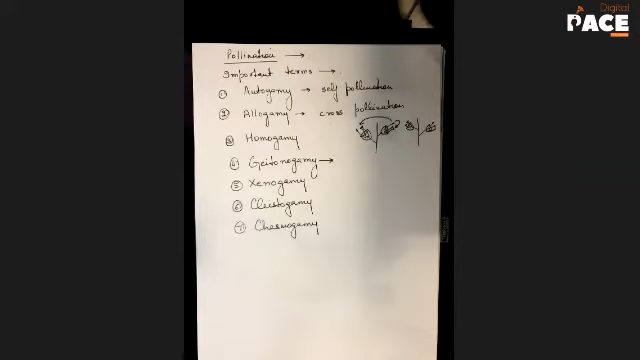 Digital
PACE
Pollination →
Important terms →
① Autogamy → self pollination
② Allogamy → cross pollination
③ Homogamy
④ Geitonogamy →
⑤ Xenogamy
⑥ Cleistogamy
⑦ Chasmogamy